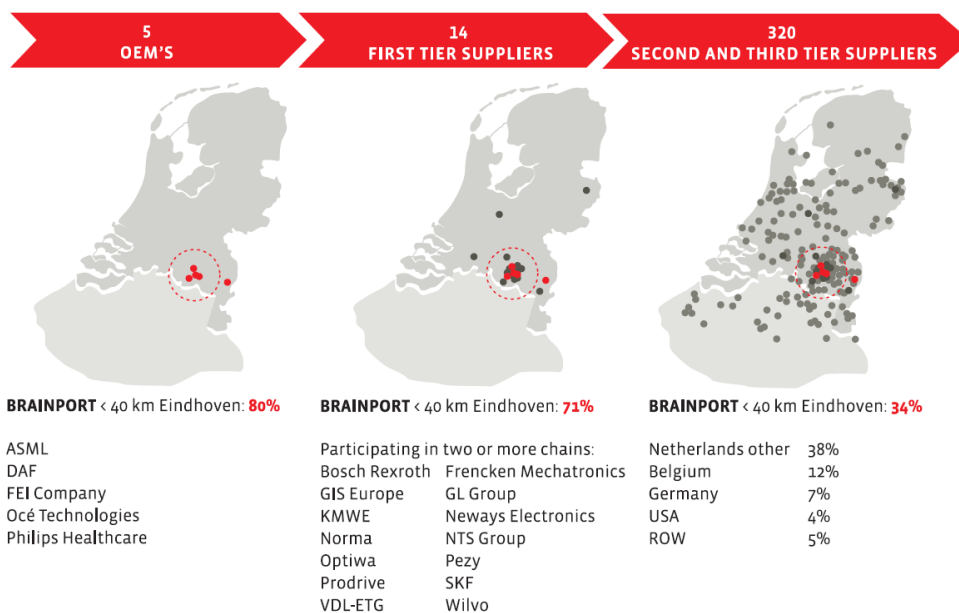 5
OEM'S
14
FIRST TIER SUPPLIERS
320
SECOND AND THIRD TIER SUPPLIERS
BRAINPORT < 40 km Eindhoven: 80%
ASML
DAF
FEI Company
Océ Technologies
Philips Healthcare
BRAINPORT < 40 km Eindhoven: 71%
Participating in two or more chains:
Bosch Rexroth Frencken Mechatronics
GIS Europe GL Group
KMWE Neways Electronics
Norma NTS Group
Optiwa Pezy
Prodrive SKF
VDL-ETG Wilvo
BRAINPORT < 40 km Eindhoven: 34%
Netherlands other 38%
Belgium 12%
Germany 7%
USA 4%
ROW 5%